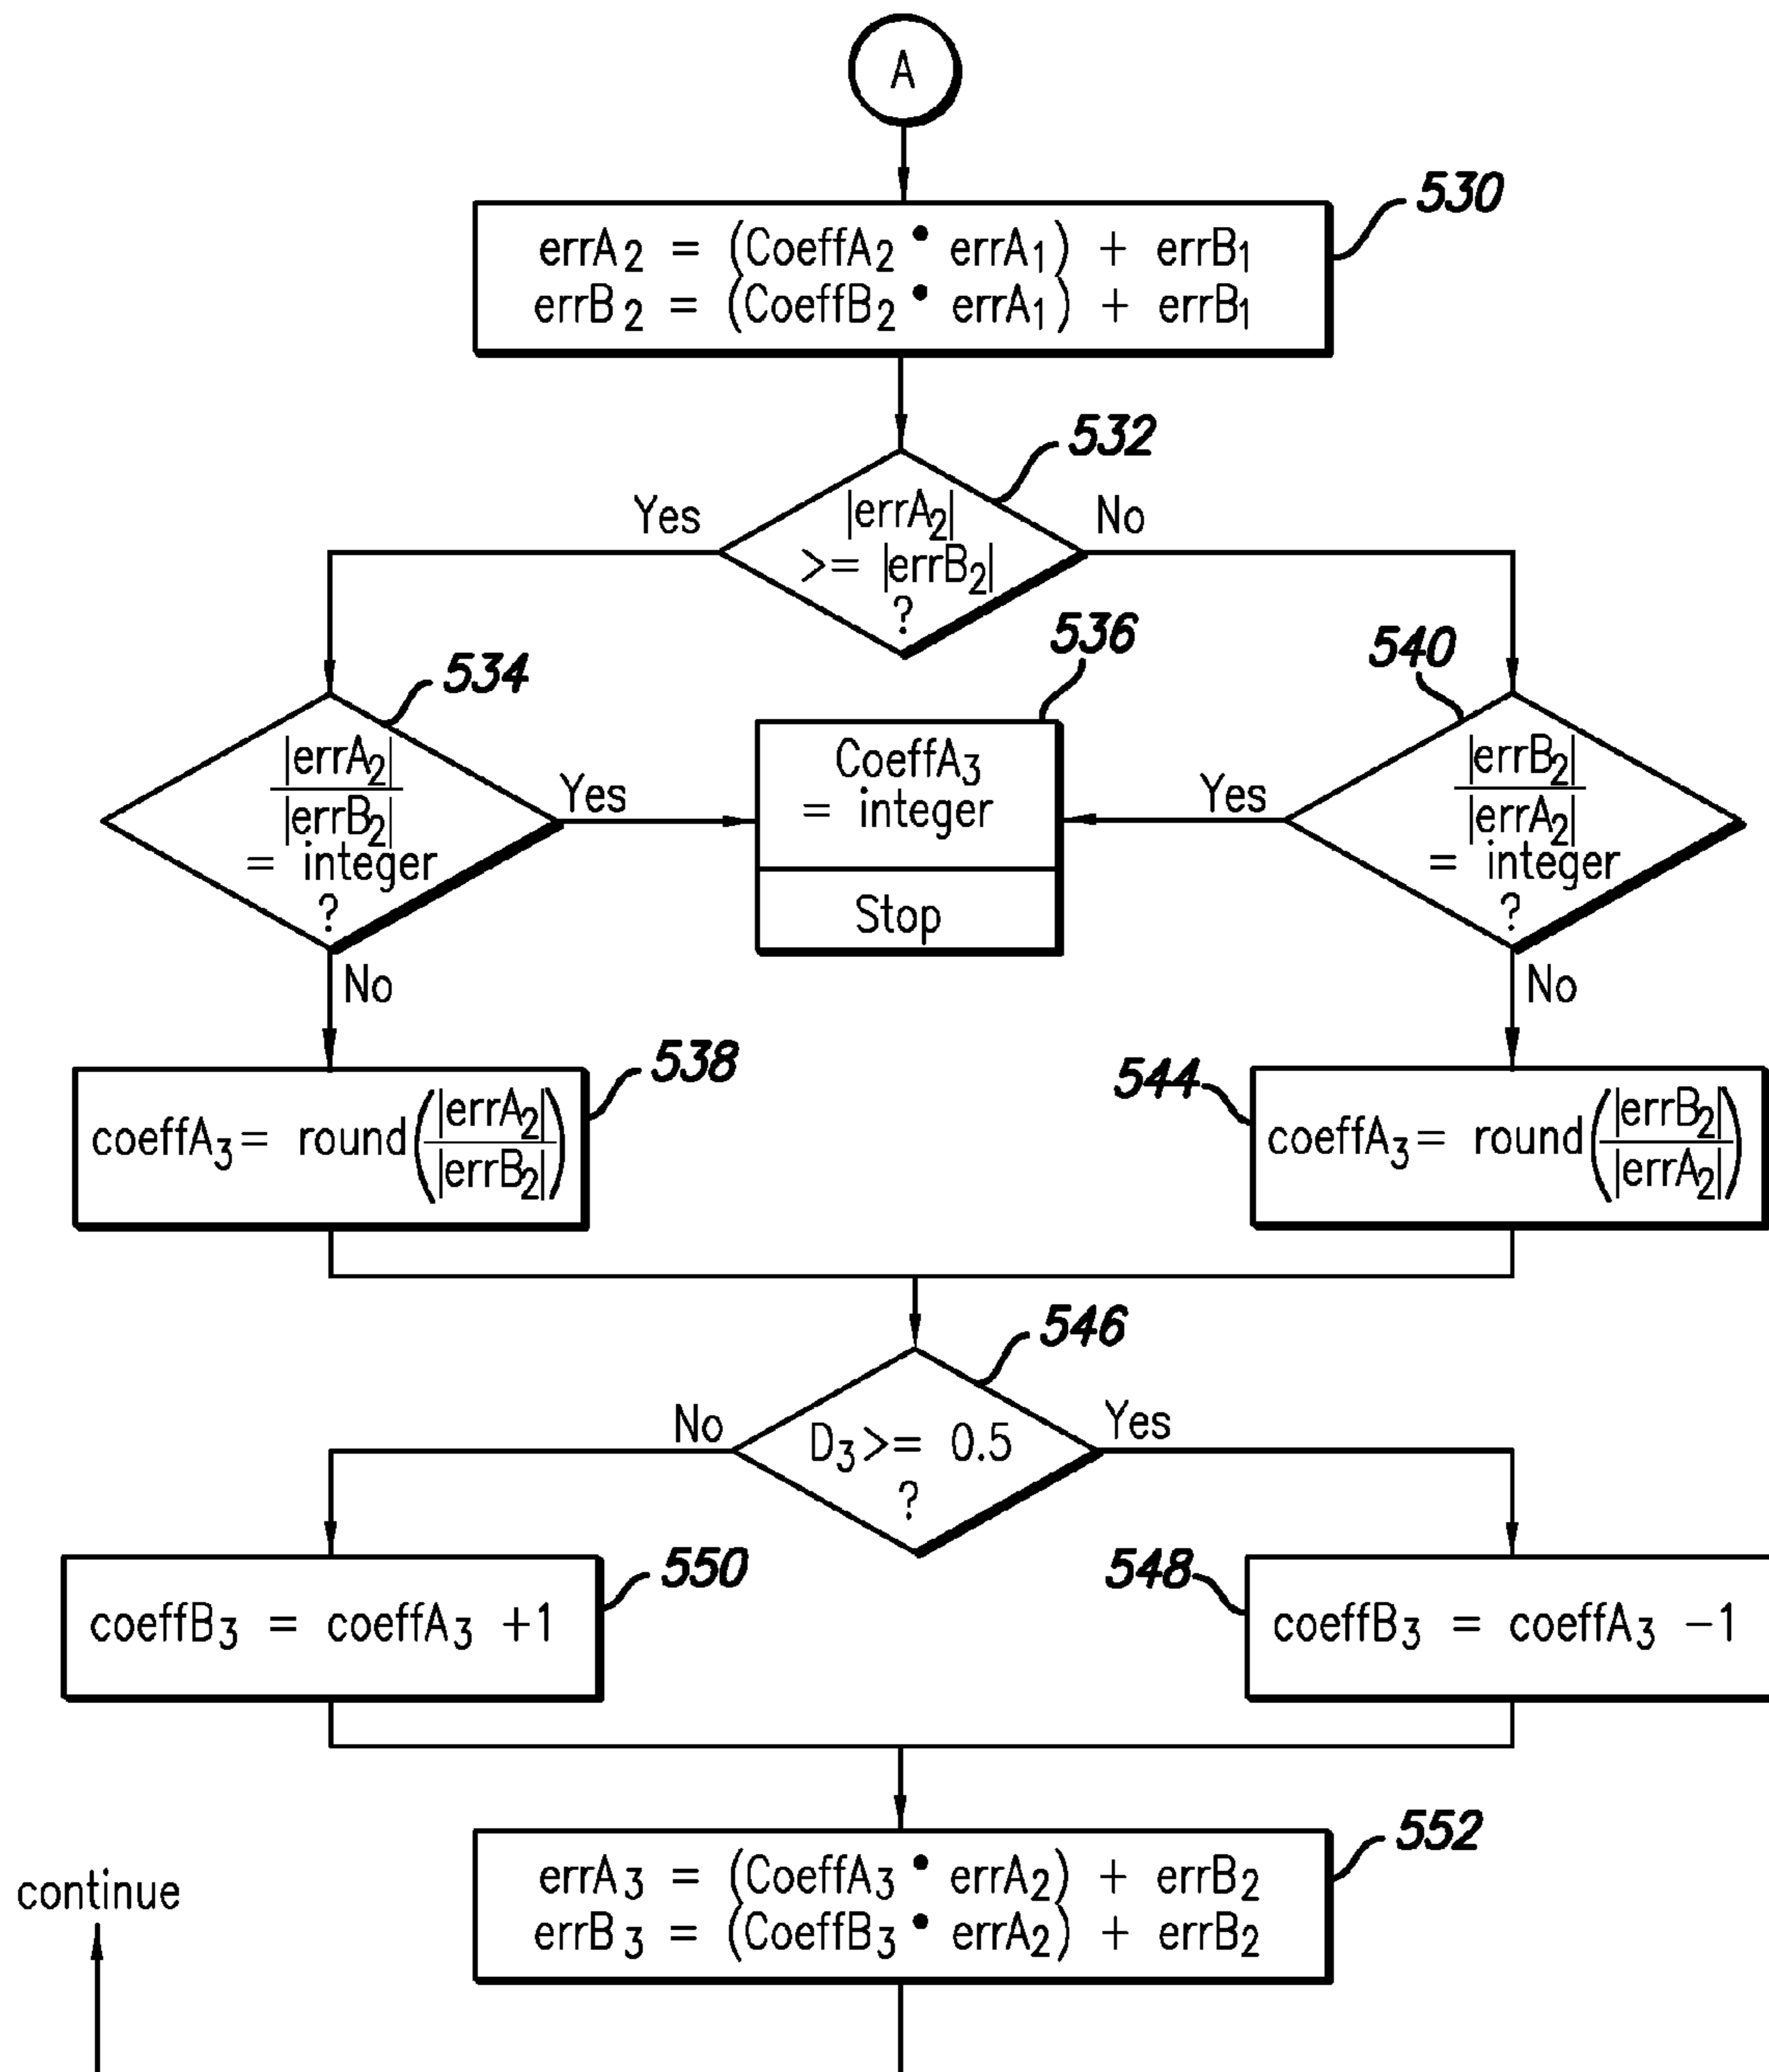 A
530
errA2 = (CoeffA2 • errA1) + errB1
errB2 = (CoeffB2 • errA1) + errB1
532
Yes
|errA2|
>= |errB2|
?
No
534
|errA2|
|errB2|
= integer
?
Yes
No
536
CoeffA3
= integer
Stop
540
|errB2|
|errA2|
= integer
?
Yes
No
538
coeffA3 = round(|errA2|
|errB2|)
544
coeffA3 = round(|errB2|
|errA2|)
546
No
D3 >= 0.5
?
Yes
550
coeffB3 = coeffA3 +1
548
coeffB3 = coeffA3 -1
552
errA3 = (CoeffA3 • errA2) + errB2
errB3 = (CoeffB3 • errA2) + errB2
continue